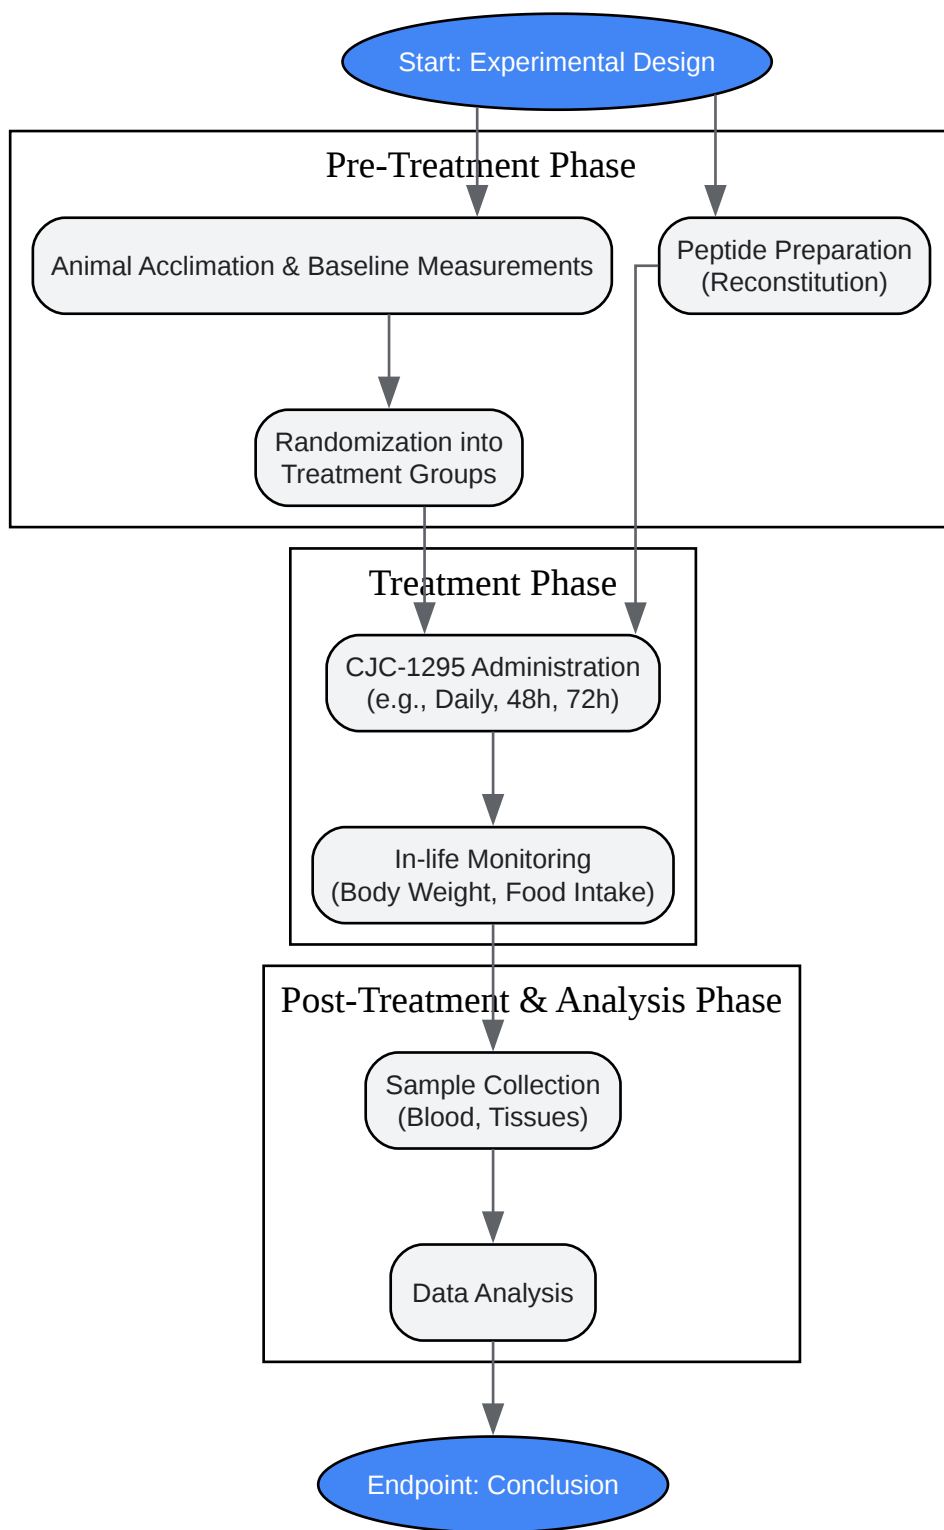 Start: Experimental Design
Pre-Treatment Phase
Animal Acclimation & Baseline Measurements
Peptide Preparation
(Reconstitution)
Randomization into
Treatment Groups
Treatment Phase
CJC-1295 Administration
(e.g., Daily, 48h, 72h)
In-life Monitoring
(Body Weight, Food Intake)
Post-Treatment & Analysis Phase
Sample Collection
(Blood, Tissues)
Data Analysis
Endpoint: Conclusion